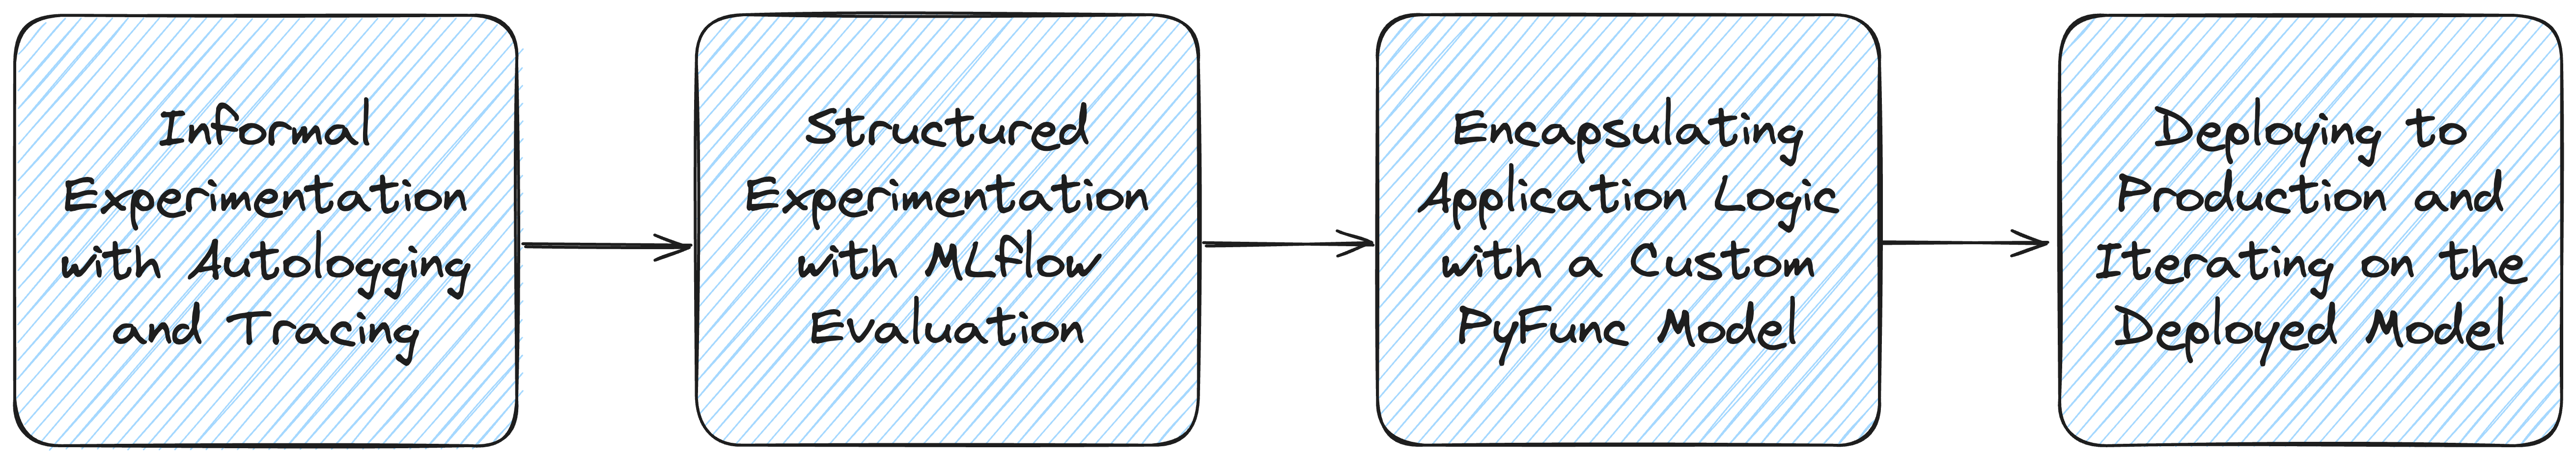 Informal
Experimentation
with Autologging
and Tracing
Structured
Experimentation
with MLflow
Evaluation
Encapsulating
Application Logic
with a Custom
PyFunc Model
Deploying to
Production and
Iterating on the
Deployed Model